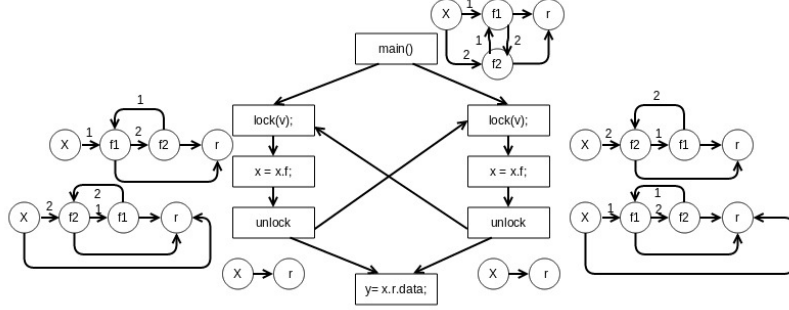 X 1 f1 r
1 2
2 f2
main()
1
X 1 f1 2 f2 r
lock(v);
lock(v);
2
X 2 f2 1 f1 r
x = x.f;
x = x.f;
2
X 2 f2 1 f1 r
unlock
unlock
1
X 1 f1 2 f2 r
X r
X r
y= x.r.data;